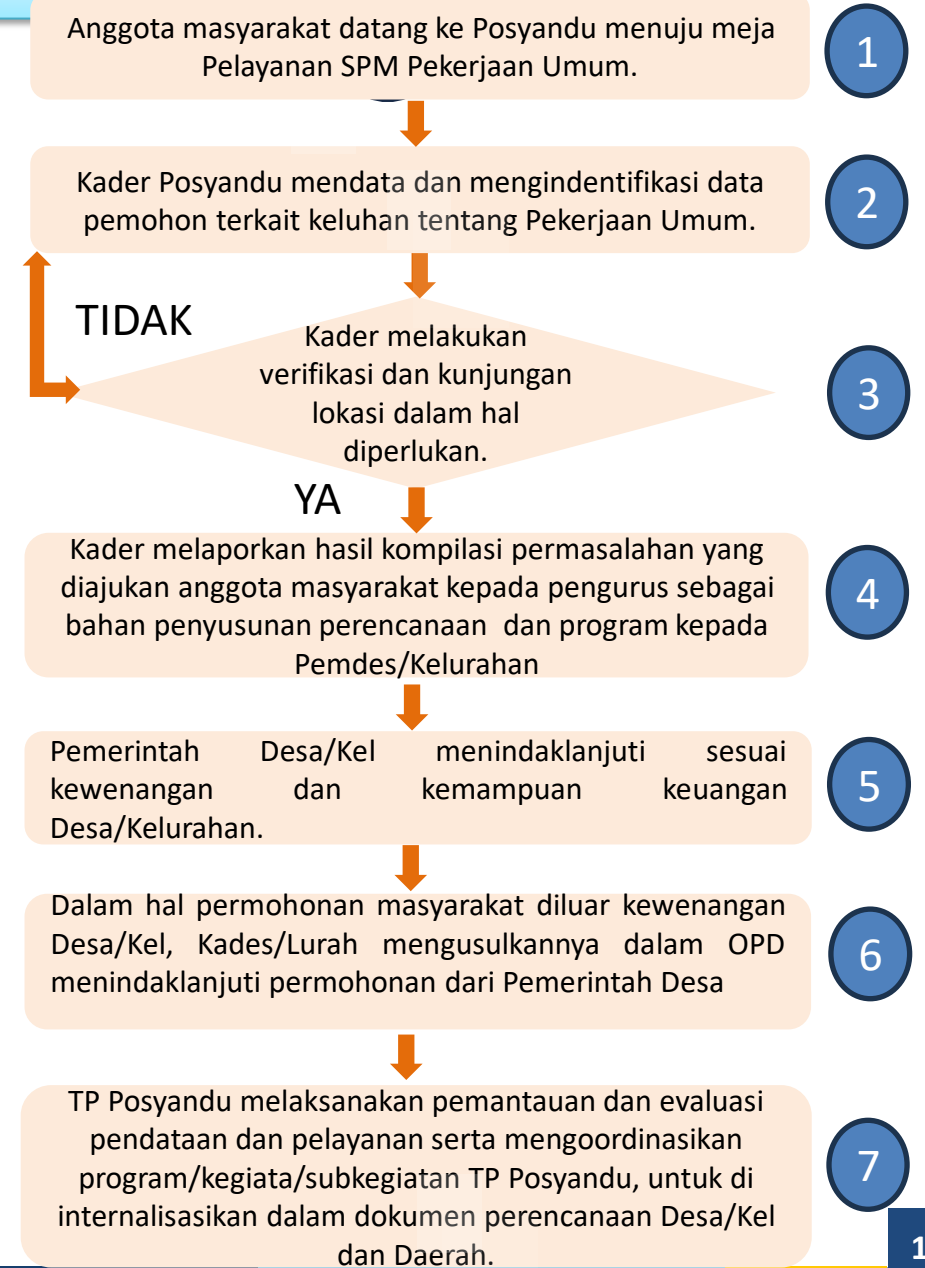 Anggota masyarakat datang ke Posyandu menuju meja
Pelayanan SPM Pekerjaan Umum.
1
Kader Posyandu mendata dan mengindentifikasi data
pemohon terkait keluhan tentang Pekerjaan Umum.
2
TIDAK
Kader melakukan
verifikasi dan kunjungan
lokasi dalam hal
diperlukan.
3
YA
Kader melaporkan hasil kompilasi permasalahan yang
diajukan anggota masyarakat kepada pengurus sebagai
bahan penyusunan perencanaan dan program kepada
Pemdes/Kelurahan
4
Pemerintah Desa/Kel menindaklanjuti sesuai
kewenangan dan kemampuan keuangan
Desa/Kelurahan.
5
Dalam hal permohonan masyarakat diluar kewenangan
Desa/Kel, Kades/Lurah mengusulkannya dalam OPD
menindaklanjuti permohonan dari Pemerintah Desa
6
TP Posyandu melaksanakan pemantauan dan evaluasi
pendataan dan pelayanan serta mengoordinasikan
program/kegiata/subkegiatan TP Posyandu, untuk di
internalisasikan dalam dokumen perencanaan Desa/Kel
dan Daerah.
7
1